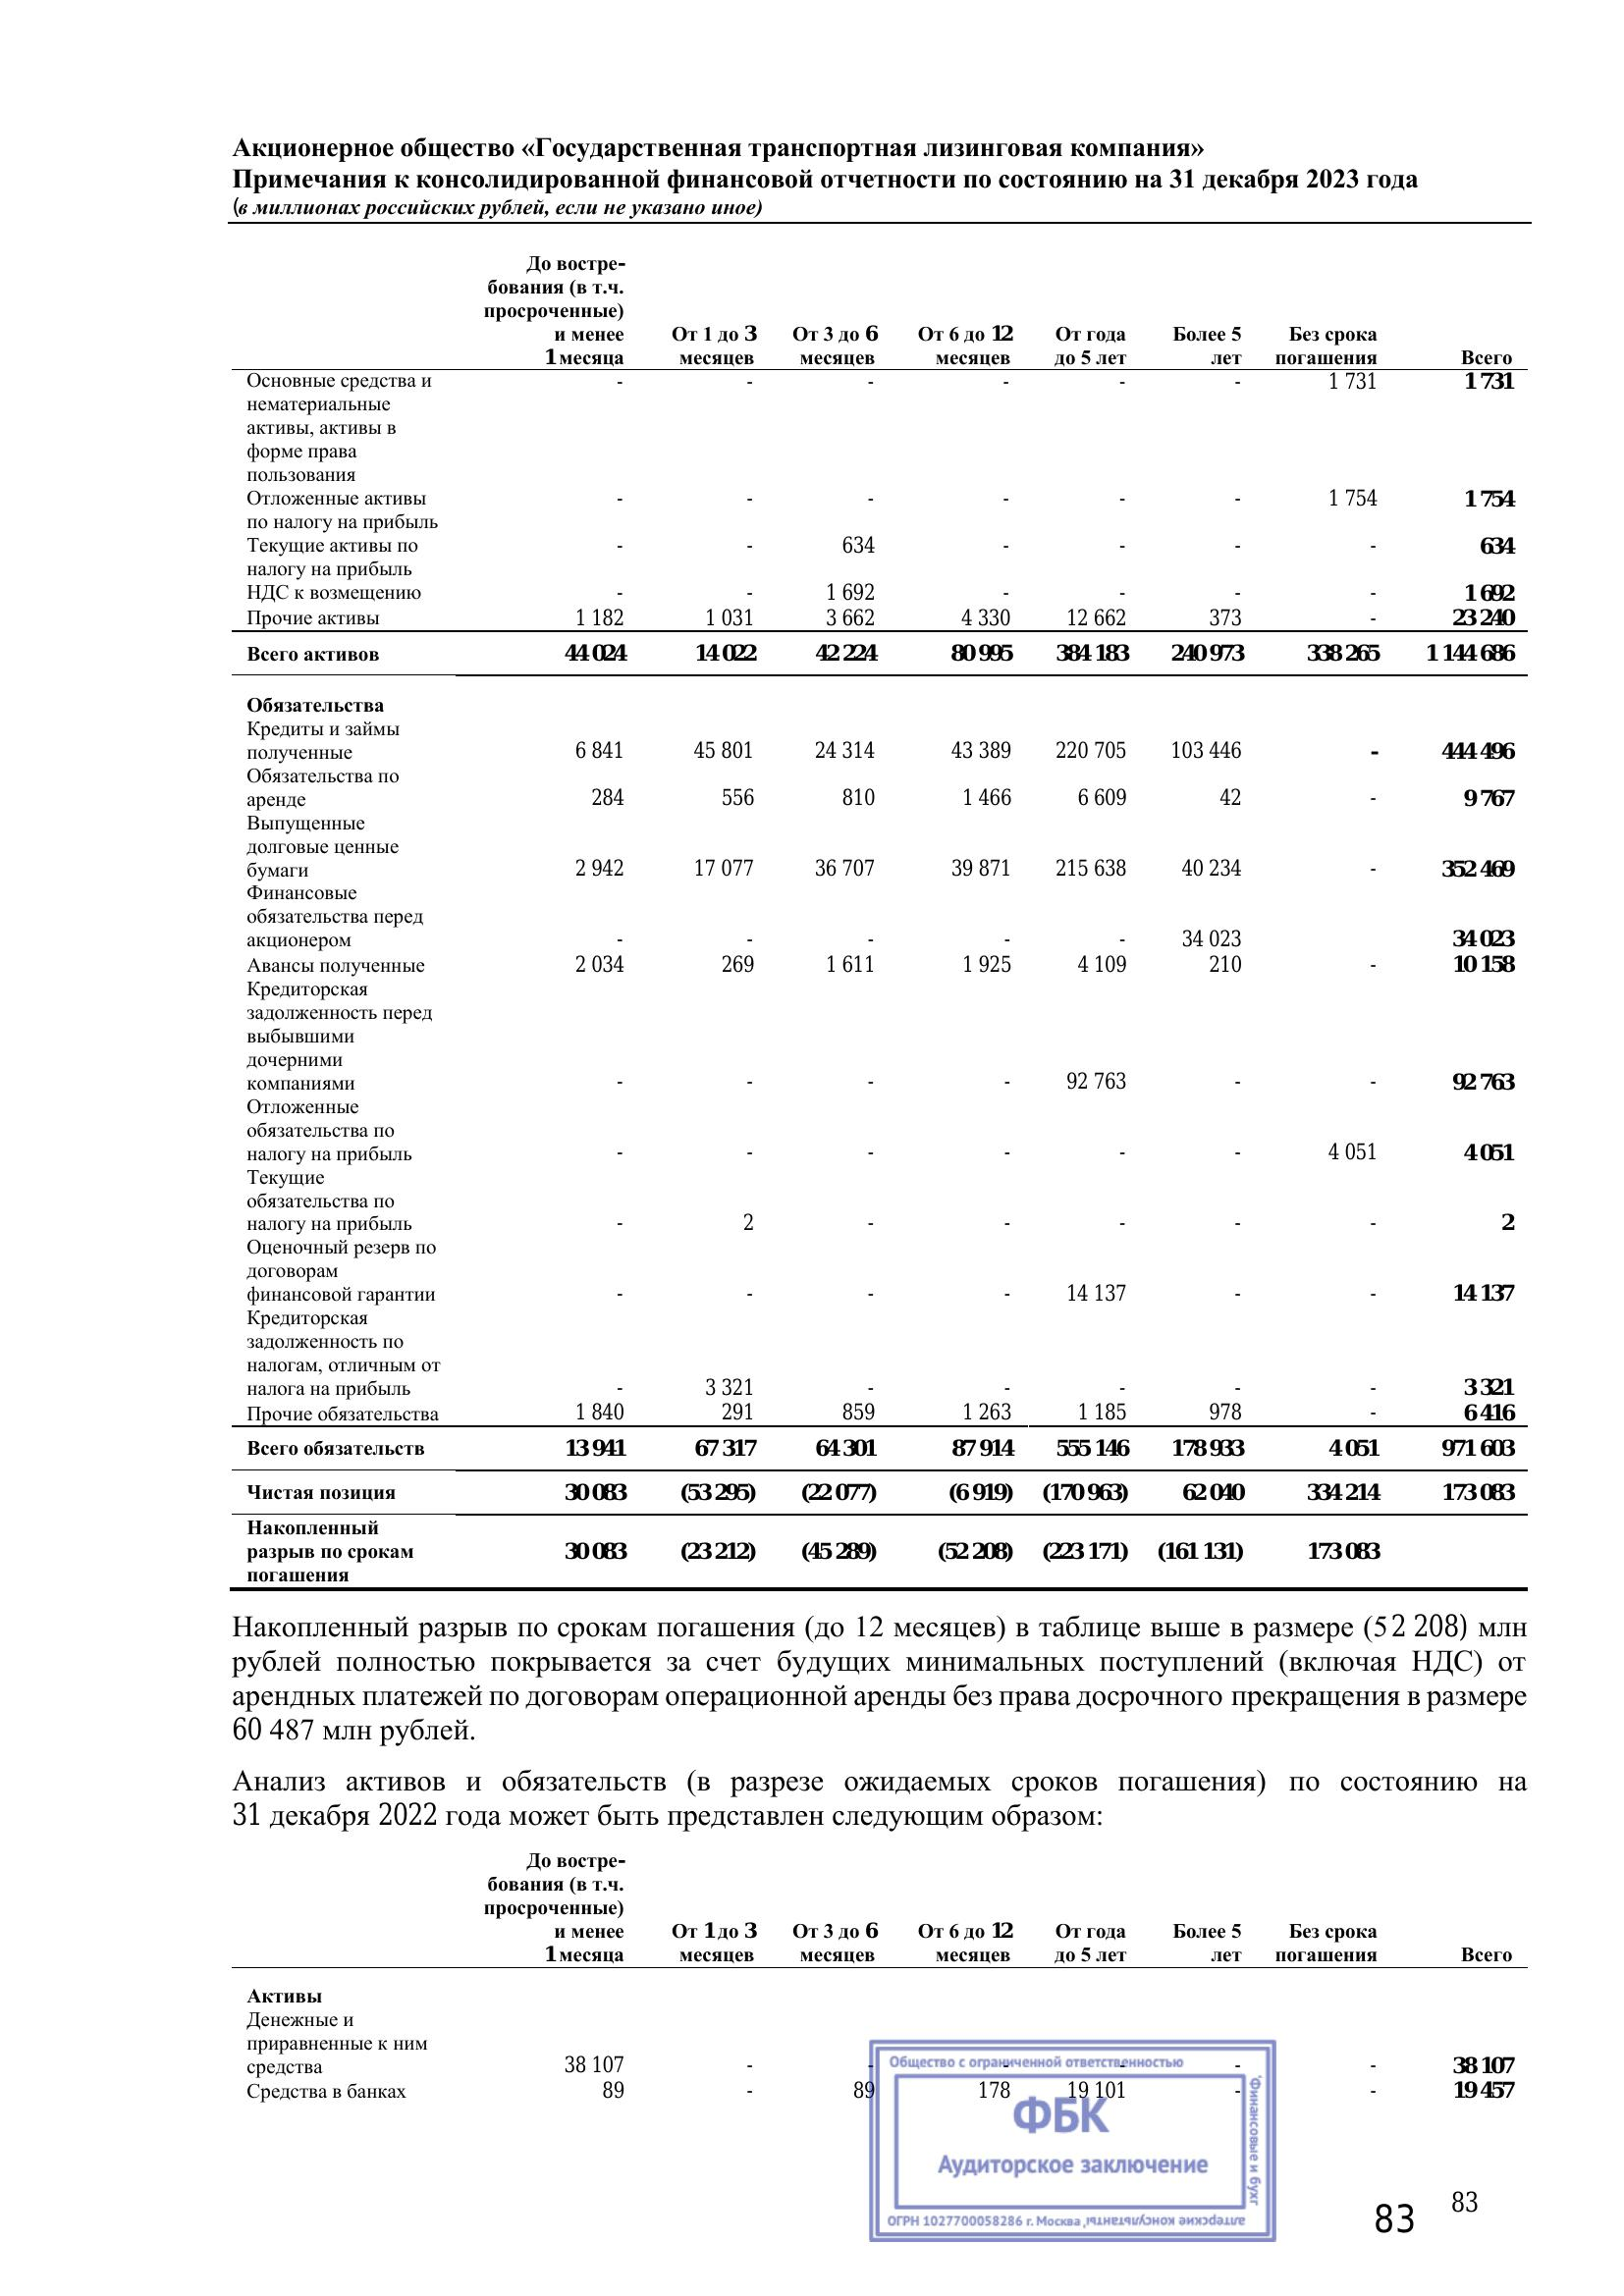 Акционерное общество «Государственная транспортная лизинговая компания»
Примечания к консолидированной финансовой отчетности по состоянию на 31 декабря 2023 года
(в миллионах российских рублей, если не указано иное)
До востре-
бования (в т.ч.
просроченные)
и менее От 1 до 3 От 3 до 6 От 6 до 12 От года Более 5 Без срока
1 месяца месяцев месяцев месяцев до 5 лет лет погашения Всего
Основные средства и - - - - - - 1 731 1 731
нематериальные
активы, активы в
форме права
пользования
Отложенные активы - - - - - - 1 754 1 754
по налогу на прибыль
Текущие активы по - - 634 - - - - 634
налогу на прибыль
НДС к возмещению - - 1 692 - - - - 1 692
Прочие активы 1 182 1 031 3 662 4 330 12 662 373 - 23 240
Всего активов 44 024 14 022 42 224 80 995 384 183 240 973 338 265 1 144 686
Обязательства
Кредиты и займы
полученные 6 841 45 801 24 314 43 389 220 705 103 446 - 444 496
Обязательства по
аренде 284 556 810 1 466 6 609 42 - 9 767
Выпущенные
долговые ценные
бумаги 2 942 17 077 36 707 39 871 215 638 40 234 - 352 469
Финансовые
обязательства перед
акционером - - - - - 34 023 34 023
Авансы полученные 2 034 269 1 611 1 925 4 109 210 - 10 158
Кредиторская
задолженность перед
выбывшими
дочерними
компаниями - - - - 92 763 - - 92 763
Отложенные
обязательства по
налогу на прибыль - - - - - - 4 051 4 051
Текущие
обязательства по
налогу на прибыль - 2 - - - - - 2
Оценочный резерв по
договорам
финансовой гарантии - - - - 14 137 - - 14 137
Кредиторская
задолженность по
налогам, отличным от
налога на прибыль - 3 321 - - - - - 3 321
Прочие обязательства 1 840 291 859 1 263 1 185 978 - 6 416
Всего обязательств 13 941 67 317 64 301 87 914 555 146 178 933 4 051 971 603
Чистая позиция 30 083 (53 295) (22 077) (6 919) (170 963) 62 040 334 214 173 083
Накопленный
разрыв по срокам 30 083 (23 212) (45 289) (52 208) (223 171) (161 131) 173 083
погашения
Накопленный разрыв по срокам погашения (до 12 месяцев) в таблице выше в размере (52 208) млн
рублей полностью покрывается за счет будущих минимальных поступлений (включая НДС) от
арендных платежей по договорам операционной аренды без права досрочного прекращения в размере
60 487 млн рублей.
Анализ активов и обязательств (в разрезе ожидаемых сроков погашения) по состоянию на
31 декабря 2022 года может быть представлен следующим образом:
До востре-
бования (в т.ч.
просроченные)
и менее От 1 до 3 От 3 до 6 От 6 до 12 От года Более 5 Без срока
1 месяца месяцев месяцев месяцев до 5 лет лет погашения Всего
Активы
Денежные и
приравненные к ним
средства 38 107 - - - - - - 38 107
Средства в банках 89 - 89 178 19 101 - - 19 457
Общество с ограниченной ответственностью
"Финансовые и бухг
алтерские консультанты"
ФБК
Аудиторское заключение
ОГРН 1027700058286 г. Москва
83
83